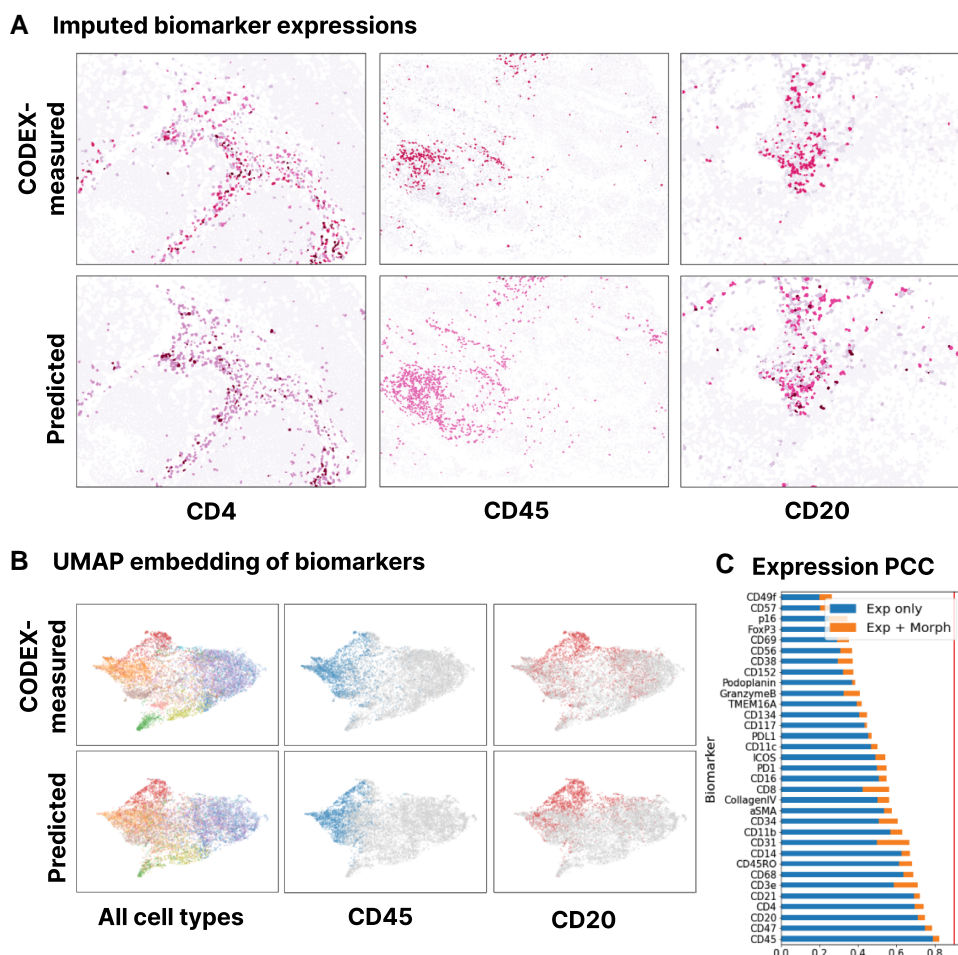 A Imputed biomarker expressions
CODEX-
measured
Predicted
CD4
CD45
CD20
B UMAP embedding of biomarkers
CODEX-
measured
Predicted
All cell types
CD45
CD20
C Expression PCC
Exp only
Exp + Morph
Biomarker
CD49f
CD57
p16
FoxP3
CD69
CD56
CD38
CD152
Podoplanin
GranzymeB
TMEM16A
CD134
CD117
PDL1
CD11c
ICOS
PD1
CD16
CD8
CollagenIV
aSMA
CD34
CD11b
CD31
CD14
CD45RO
CD68
CD3e
CD21
CD4
CD20
CD47
CD45
0.0 0.2 0.4 0.6 0.8